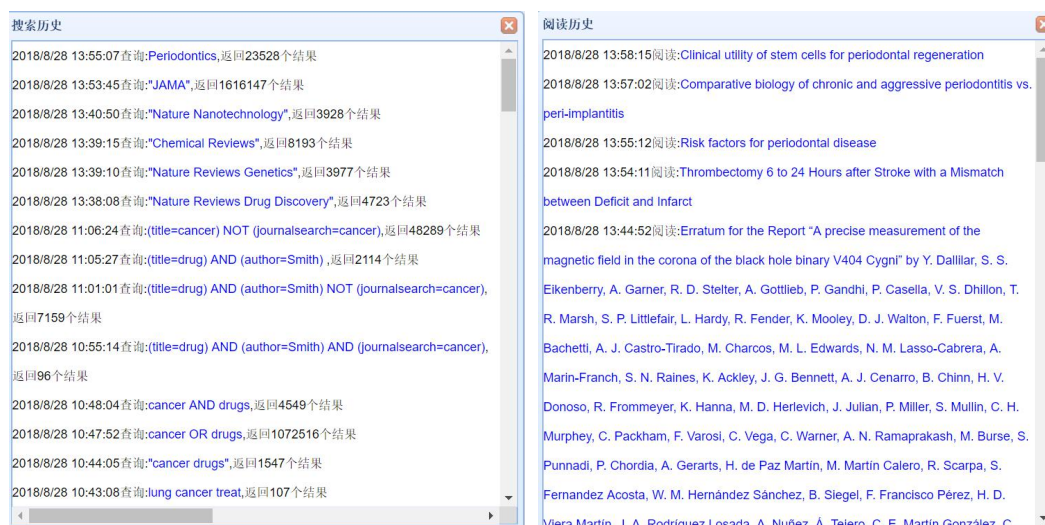 搜索历史
2018/8/28 13:55:07查询:Periodontics,返回23528个结果
2018/8/28 13:53:45查询:"JAMA",返回1616147个结果
2018/8/28 13:40:50查询:"Nature Nanotechnology",返回3928个结果
2018/8/28 13:39:15查询:"Chemical Reviews",返回8193个结果
2018/8/28 13:39:10查询:"Nature Reviews Genetics",返回3977个结果
2018/8/28 13:38:08查询:"Nature Reviews Drug Discovery",返回4723个结果
2018/8/28 11:06:24查询:(title=cancer) NOT (journalsearch=cancer),返回48289个结果
2018/8/28 11:05:27查询:(title=drug) AND (author=Smith) ,返回2114个结果
2018/8/28 11:01:01查询:(title=drug) AND (author=Smith) NOT (journalsearch=cancer),
返回7159个结果
2018/8/28 10:55:14查询:(title=drug) AND (author=Smith) AND (journalsearch=cancer),
返回96个结果
2018/8/28 10:48:04查询:cancer AND drugs,返回4549个结果
2018/8/28 10:47:52查询:cancer OR drugs,返回1072516个结果
2018/8/28 10:44:05查询:"cancer drugs",返回1547个结果
2018/8/28 10:43:08查询:lung cancer treat,返回107个结果
阅读历史
2018/8/28 13:58:15阅读:Clinical utility of stem cells for periodontal regeneration
2018/8/28 13:57:02阅读:Comparative biology of chronic and aggressive periodontitis vs.
peri-implantitis
2018/8/28 13:55:12阅读:Risk factors for periodontal disease
2018/8/28 13:54:11阅读:Thrombectomy 6 to 24 Hours after Stroke with a Mismatch
between Deficit and Infarct
2018/8/28 13:44:52阅读:Erratum for the Report “A precise measurement of the
magnetic field in the corona of the black hole binary V404 Cygni” by Y. Dallilar, S. S.
Eikenberry, A. Garner, R. D. Stelter, A. Gottlieb, P. Gandhi, P. Casella, V. S. Dhillon, T.
R. Marsh, S. P. Littlefair, L. Hardy, R. Fender, K. Mooley, D. J. Walton, F. Fuerst, M.
Bachetti, A. J. Castro-Tirado, M. Charcos, M. L. Edwards, N. M. Lasso-Cabrera, A.
Marin-Franch, S. N. Raines, K. Ackley, J. G. Bennett, A. J. Cenarro, B. Chinn, H. V.
Donoso, R. Frommeyer, K. Hanna, M. D. Herlevich, J. Julian, P. Miller, S. Mullin, C. H.
Murphey, C. Packham, F. Varosi, C. Vega, C. Warner, A. N. Ramaprakash, M. Burse, S.
Punnadi, P. Chordia, A. Gerarts, H. de Paz Martín, M. Martín Calero, R. Scarpa, S.
Fernandez Acosta, W. M. Hernández Sánchez, B. Siegel, F. Francisco Pérez, H. D.
Viera Martín, J. A. Rodríguez Losada, A. Nuñez, Á. Tejero, C. E. Martín González, C.